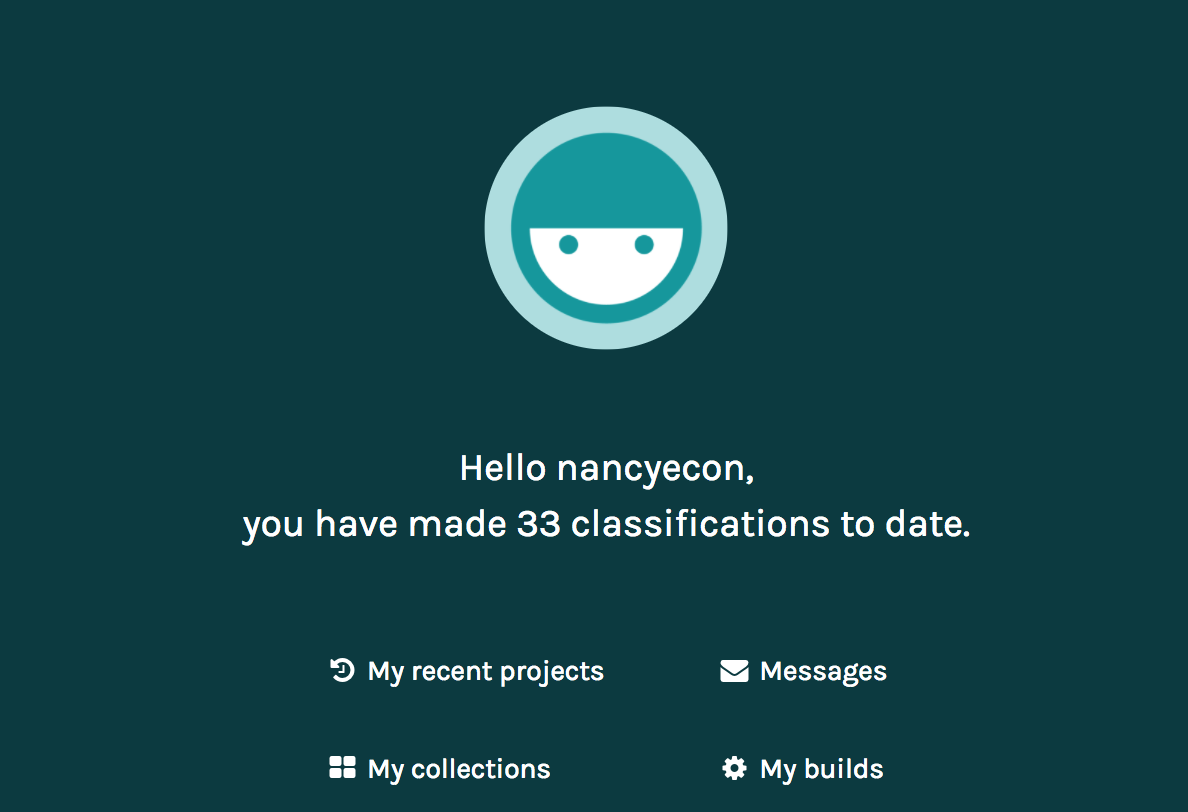 Hello nancyecon,
you have made 33 classifications to date.
My recent projects
Messages
My collections
My builds